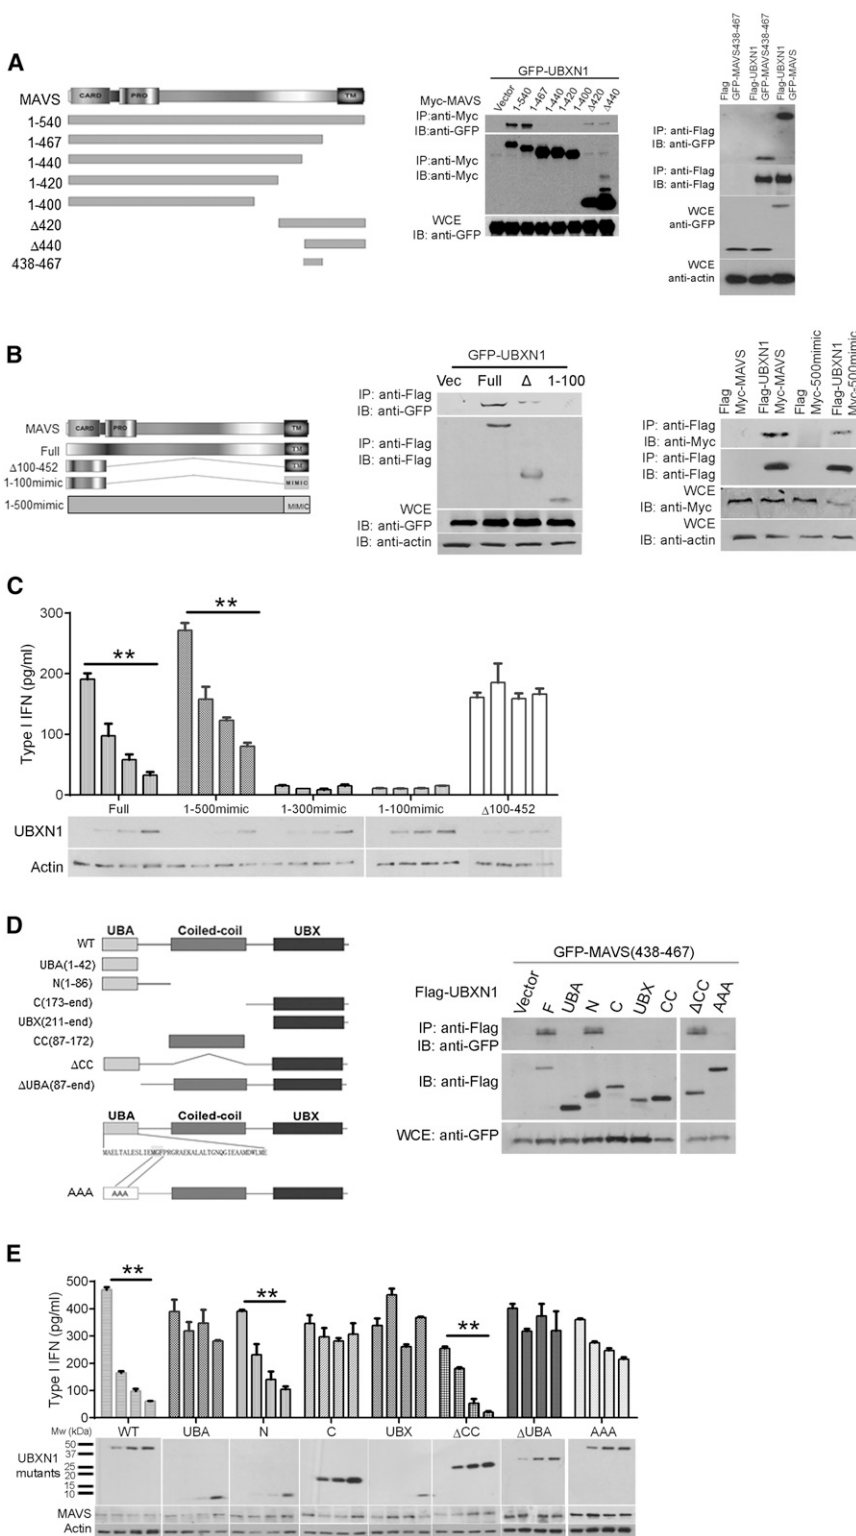 A
MAVS
CARD
PRO
TM
1-540
1-467
1-440
1-420
1-400
Δ420
Δ440
438-467
GFP-UBXN1
Myc-MAVS
Vector
1-540
1-467
1-440
1-420
1-400
Δ420
Δ440
IP:anti-Myc
IB:anti-GFP
IP:anti-Myc
IB:anti-Myc
WCE
IB: anti-GFP
Flag
GFP-MAVS438-467
Flag-UBXN1
GFP-MAVS438-467
Flag-UBXN1
GFP-MAVS
IP: anti-Flag
IB: anti-GFP
IP: anti-Flag
IB: anti-Flag
WCE
anti-GFP
WCE
anti-actin
B
MAVS
CARD
PRO
TM
Full
TM
Δ100-452
TM
1-100mimic
MIMIC
1-500mimic
MIMIC
GFP-UBXN1
Vec Full Δ 1-100
IP: anti-Flag
IB: anti-GFP
IP: anti-Flag
IB: anti-Flag
WCE
IB: anti-GFP
IB: anti-actin
Flag
Myc-MAVS
Flag-UBXN1
Myc-MAVS
Flag
Myc-500mimic
Flag-UBXN1
Myc-500mimic
IP: anti-Flag
IB: anti-Myc
IP: anti-Flag
IB: anti-Flag
WCE
IB: anti-Myc
WCE
IB: anti-actin
C
Type I IFN (pg/ml)
300
200
100
0
**
**
Full 1-500mimic 1-300mimic 1-100mimic Δ100-452
UBXN1
Actin
D
UBA Coiled-coil UBX
WT
UBA(1-42)
N(1-86)
C(173-end)
UBX(211-end)
CC(87-172)
ΔCC
ΔUBA(87-end)
UBA Coiled-coil UBX
MAELTALESLIEMGFPRGRAEKALALTGNQGIEAAMDWLME
AAA
AAA
GFP-MAVS(438-467)
Flag-UBXN1
Vector
F
UBA
N
C
UBX
CC
ΔCC
AAA
IP: anti-Flag
IB: anti-GFP
IB: anti-Flag
WCE: anti-GFP
E
Type I IFN (pg/ml)
500
400
300
200
100
0
**
**
**
WT UBA N C UBX ΔCC ΔUBA AAA
Mw (kDa)
50
37
25
20
15
10
UBXN1
mutants
MAVS
Actin